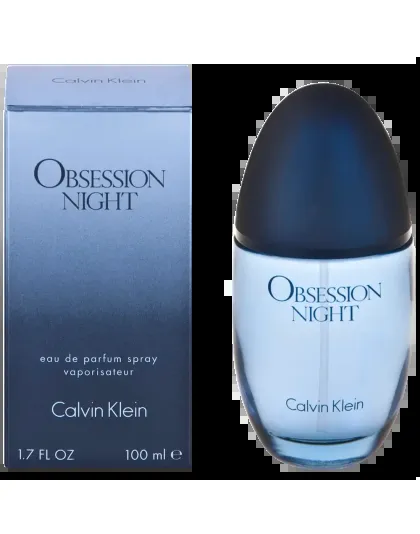 Calvin Klein
OBSESSION
NIGHT
eau de parfum spray
vaporisateur
Calvin Klein
1.7 FL OZ 100 ml ℮
OBSESSION
NIGHT
Calvin Klein